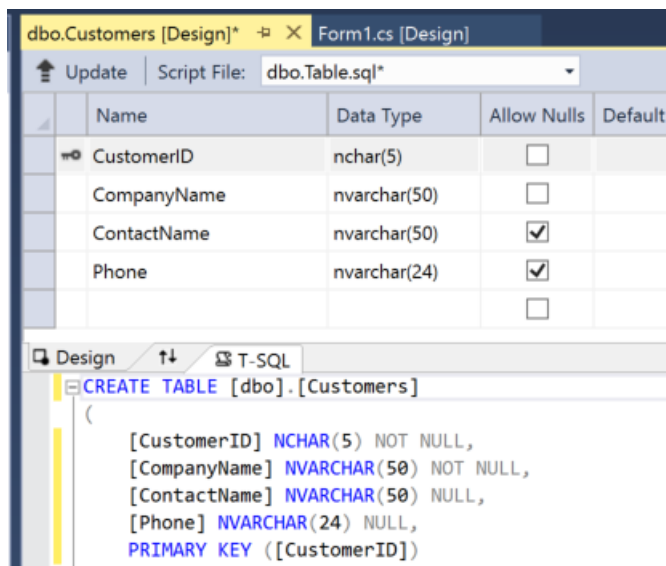 dbo.Customers [Design]* Form1.cs [Design]
Update Script File: dbo.Table.sql*
Name Data Type Allow Nulls Default
CustomerID nchar(5)
CompanyName nvarchar(50)
ContactName nvarchar(50)
Phone nvarchar(24)
Design T-SQL
CREATE TABLE [dbo].[Customers]
(
[CustomerID] NCHAR(5) NOT NULL,
[CompanyName] NVARCHAR(50) NOT NULL,
[ContactName] NVARCHAR(50) NULL,
[Phone] NVARCHAR(24) NULL,
PRIMARY KEY ([CustomerID])